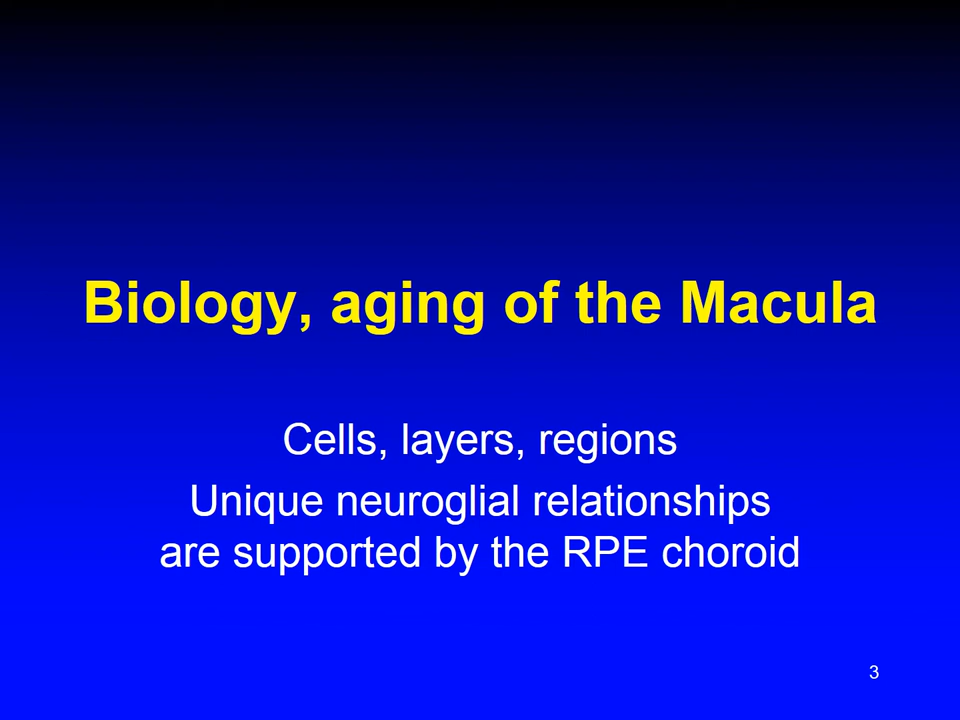 Biology, aging of the Macula
Cells, layers, regions
Unique neuroglial relationships
are supported by the RPE choroid
3